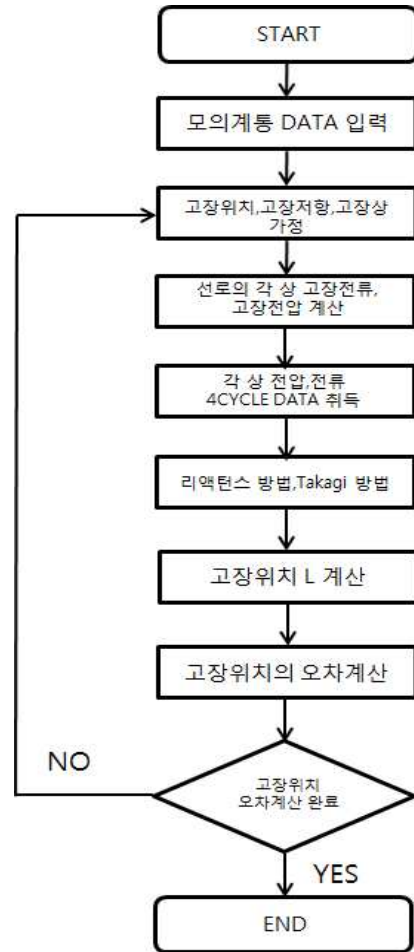 START
모의계통 DATA 입력
고장위치,고장저항,고장상
가정
선로의 각 상 고장전류,
고장전압 계산
각 상 전압,전류
4CYCLE DATA 취득
리액턴스 방법,Takagi 방법
고장위치 L 계산
고장위치의 오차계산
고장위치
오차계산 완료
NO
YES
END